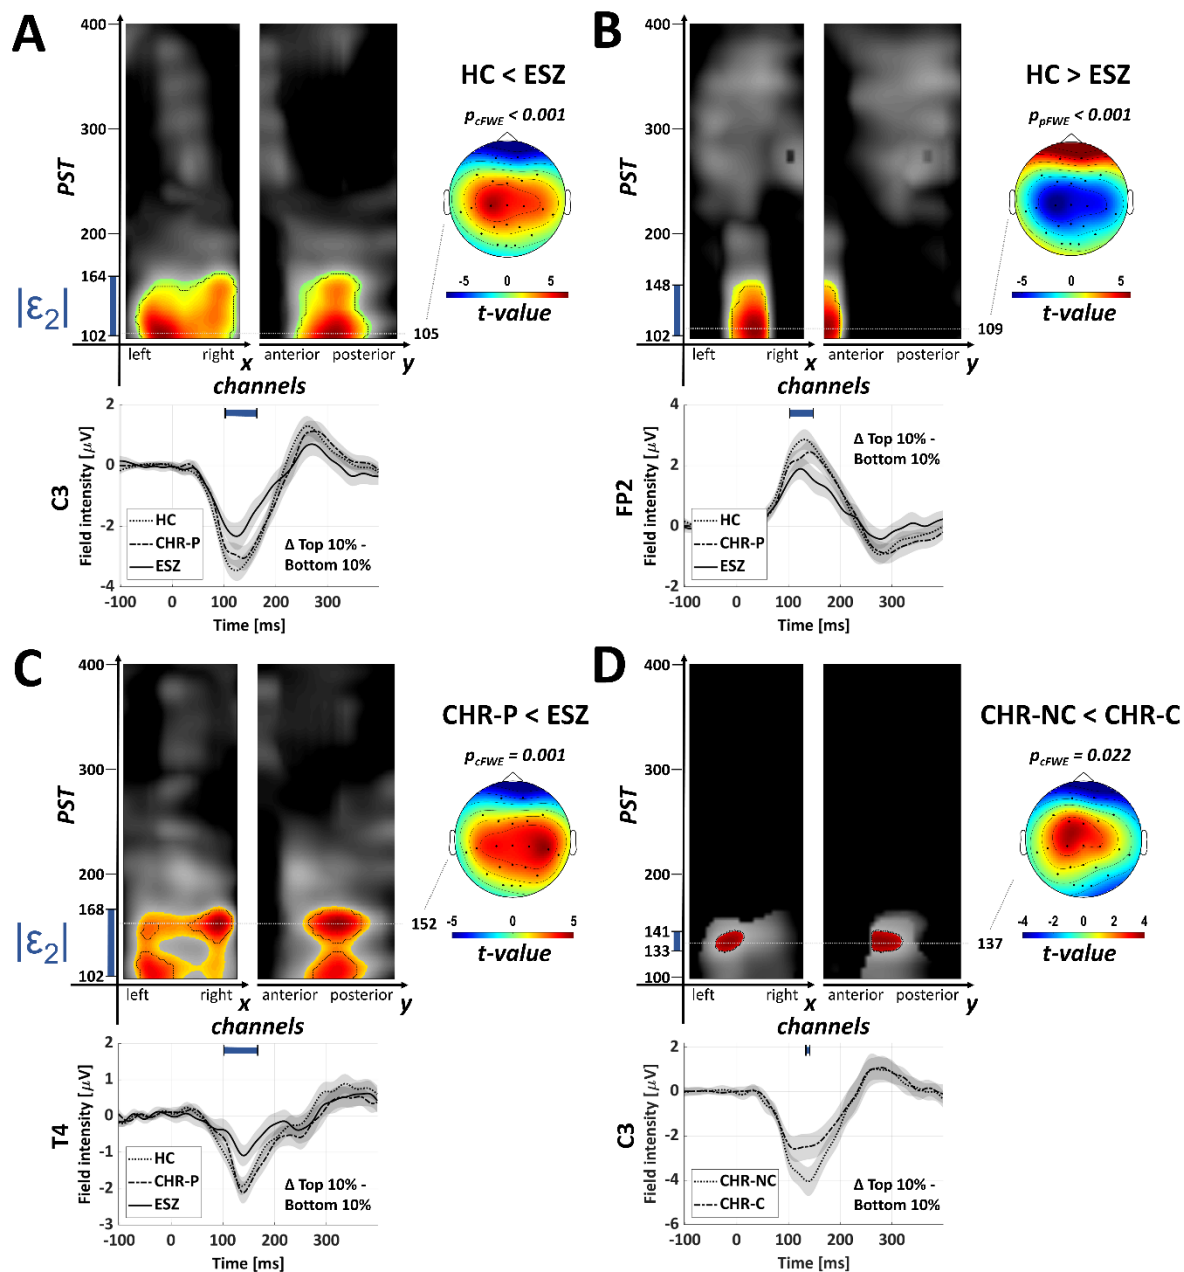 A
400
300
200
164
102
PST
|ε₂|
left
right
x
anterior
posterior
y
channels
HC < ESZ
p_cFWE < 0.001
-5 0 5
t-value
105
2
0
-2
-4
Field intensity [µV]
C3
HC
CHR-P
ESZ
Δ Top 10% -
Bottom 10%
-100 0 100 200 300
Time [ms]
B
400
300
200
148
102
PST
left
right
x
anterior
posterior
y
channels
HC > ESZ
p_pFWE < 0.001
-5 0 5
t-value
109
4
2
0
-2
Field intensity [µV]
FP2
HC
CHR-P
ESZ
Δ Top 10% -
Bottom 10%
-100 0 100 200 300
Time [ms]
C
400
300
200
168
102
PST
|ε₂|
left
right
x
anterior
posterior
y
channels
CHR-P < ESZ
p_cFWE = 0.001
-5 0 5
t-value
152
2
1
0
-1
-2
-3
Field intensity [µV]
T4
HC
CHR-P
ESZ
Δ Top 10% -
Bottom 10%
-100 0 100 200 300
Time [ms]
D
400
300
200
141
133
100
PST
left
right
x
anterior
posterior
y
channels
CHR-NC < CHR-C
p_cFWE = 0.022
-4 -2 0 2 4
t-value
137
2
0
-2
-4
-6
Field intensity [µV]
C3
CHR-NC
CHR-C
Δ Top 10% -
Bottom 10%
-100 0 100 200 300
Time [ms]